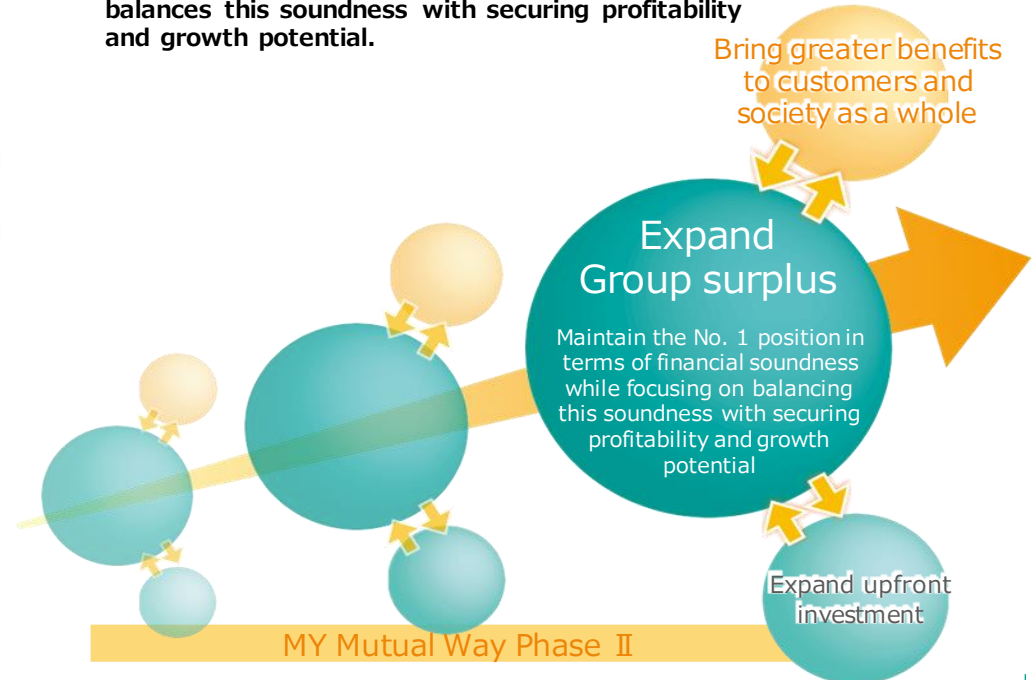 balances this soundness with securing profitability
and growth potential.
Bring greater benefits
to customers and
society as a whole
Expand
Group surplus
Maintain the No. 1 position in
terms of financial soundness
while focusing on balancing
this soundness with securing
profitability and growth
potential
Expand upfront
investment
MY Mutual Way Phase Ⅱ